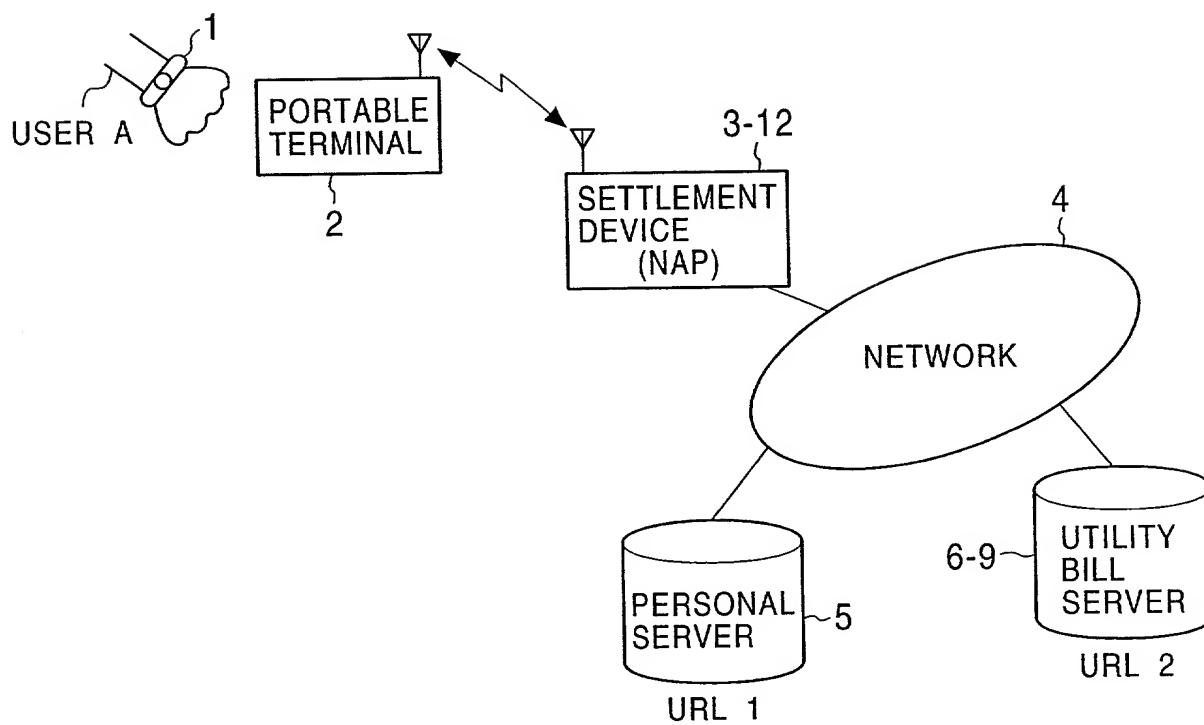 1
USER A
PORTABLE
TERMINAL
2
3-12
SETTLEMENT
DEVICE
(NAP)
4
NETWORK
PERSONAL
SERVER
5
URL 1
6-9
UTILITY
BILL
SERVER
URL 2